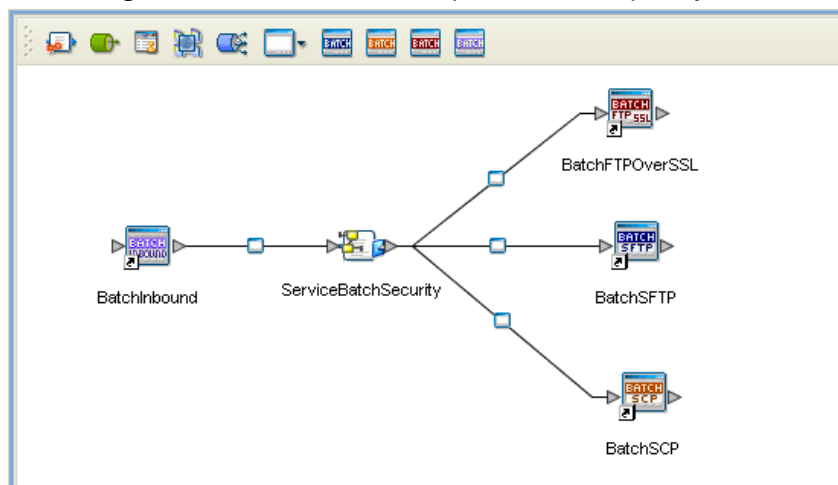 BATCH BATCH BATCH BATCH
BATCH
FTP SSL
BatchFTPOverSSL
BATCH
INBOUND
BatchInbound
ServiceBatchSecurity
BATCH
SFTP
BatchSFTP
BATCH
SCP
BatchSCP